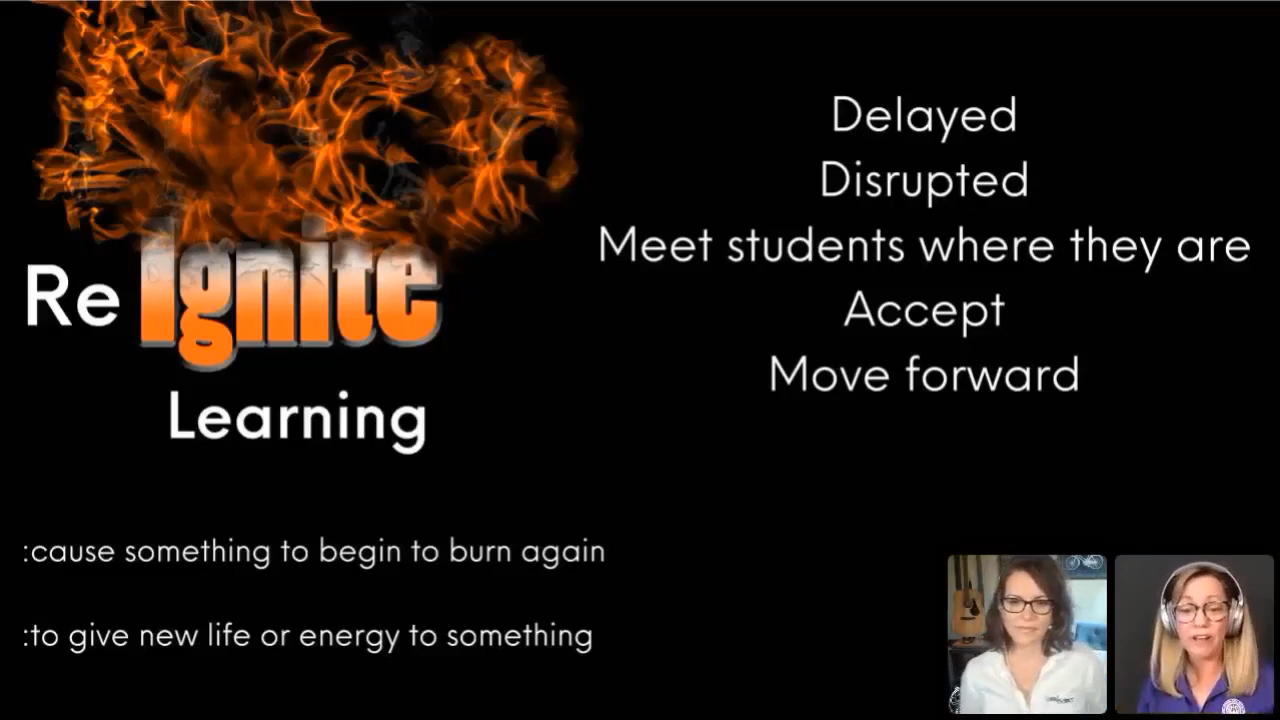 Re Ignite
Learning
:cause something to begin to burn again
:to give new life or energy to something
Delayed
Disrupted
Meet students where they are
Accept
Move forward